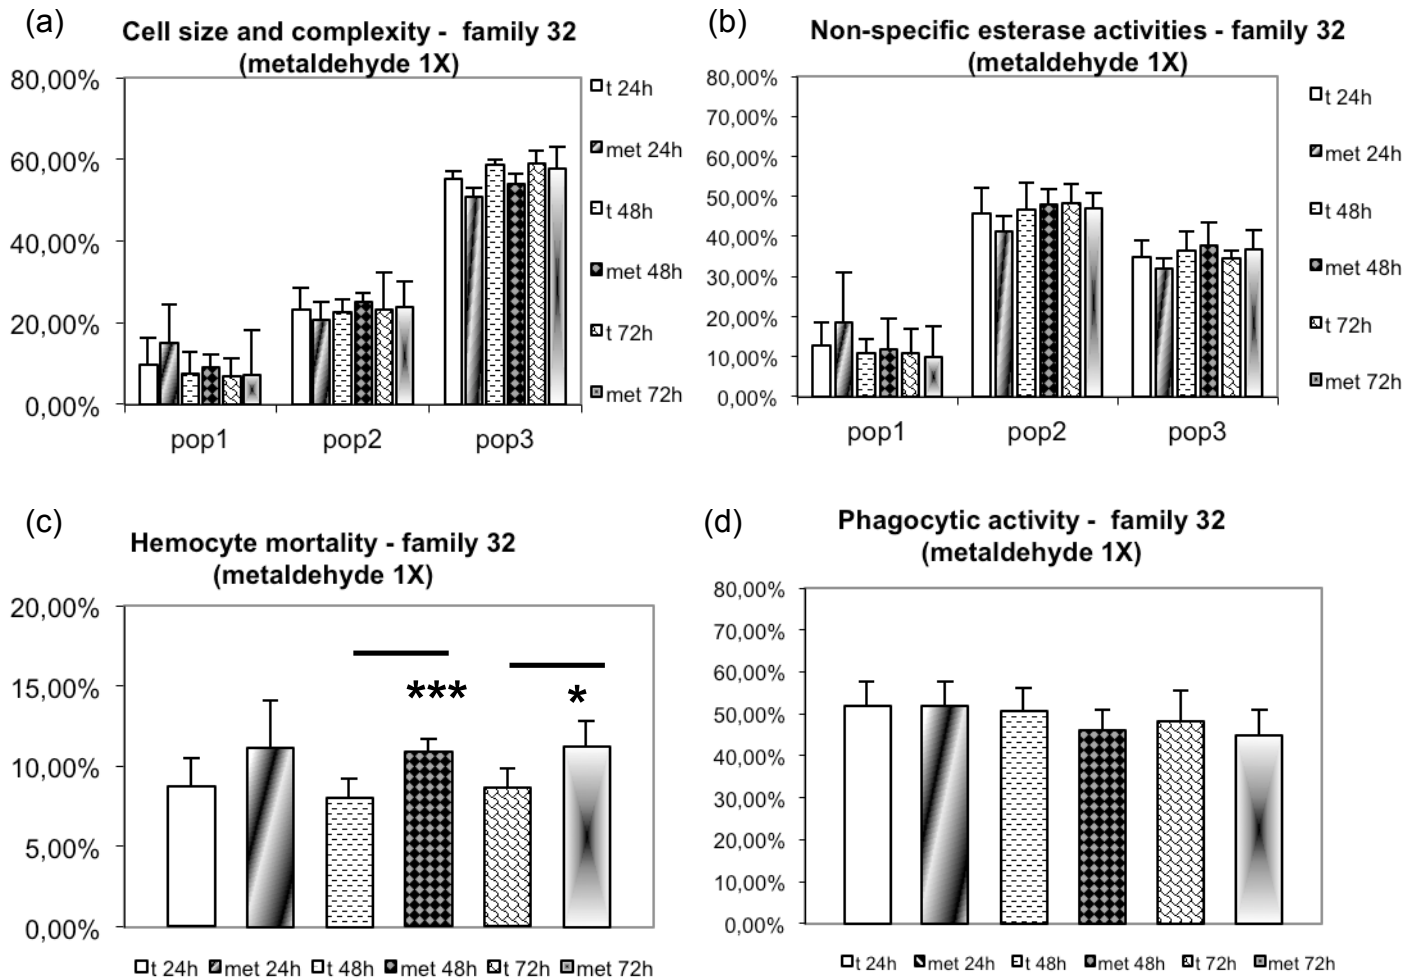 (a)
Cell size and complexity -  family 32
(metaldehyde 1X)
80,00%
60,00%
40,00%
20,00%
0,00%
pop1
pop2
pop3
t 24h
met 24h
t 48h
met 48h
t 72h
met 72h
(b)
Non-specific esterase activities - family 32
(metaldehyde 1X)
80,00%
70,00%
60,00%
50,00%
40,00%
30,00%
20,00%
10,00%
0,00%
pop1
pop2
pop3
t 24h
met 24h
t 48h
met 48h
t 72h
met 72h
(c)
Hemocyte mortality - family 32
(metaldehyde 1X)
20,00%
15,00%
10,00%
5,00%
0,00%
***
*
t 24h met 24h t 48h met 48h t 72h met 72h
(d)
Phagocytic activity -  family 32
(metaldehyde 1X)
80,00%
70,00%
60,00%
50,00%
40,00%
30,00%
20,00%
10,00%
0,00%
t 24h met 24h t 48h met 48h t 72h met 72h